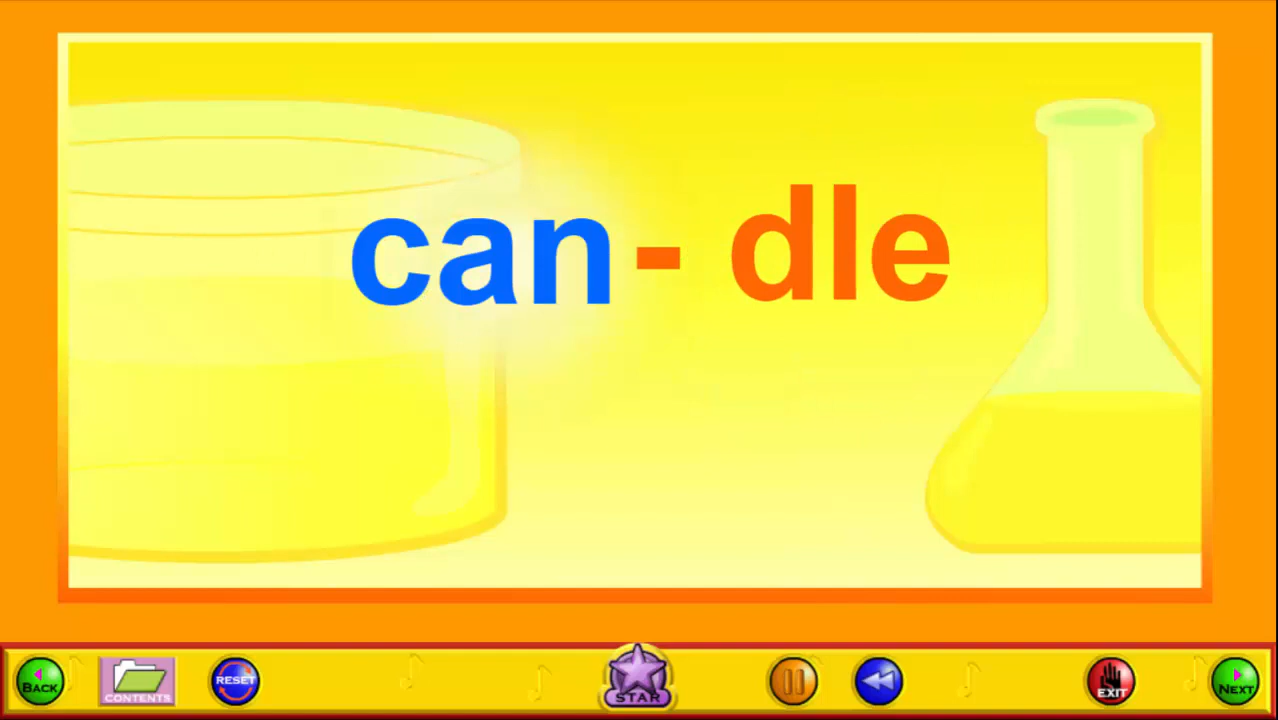 can- dle
BACK
CONTENTS
RESET
STAR
EXIT
NEXT